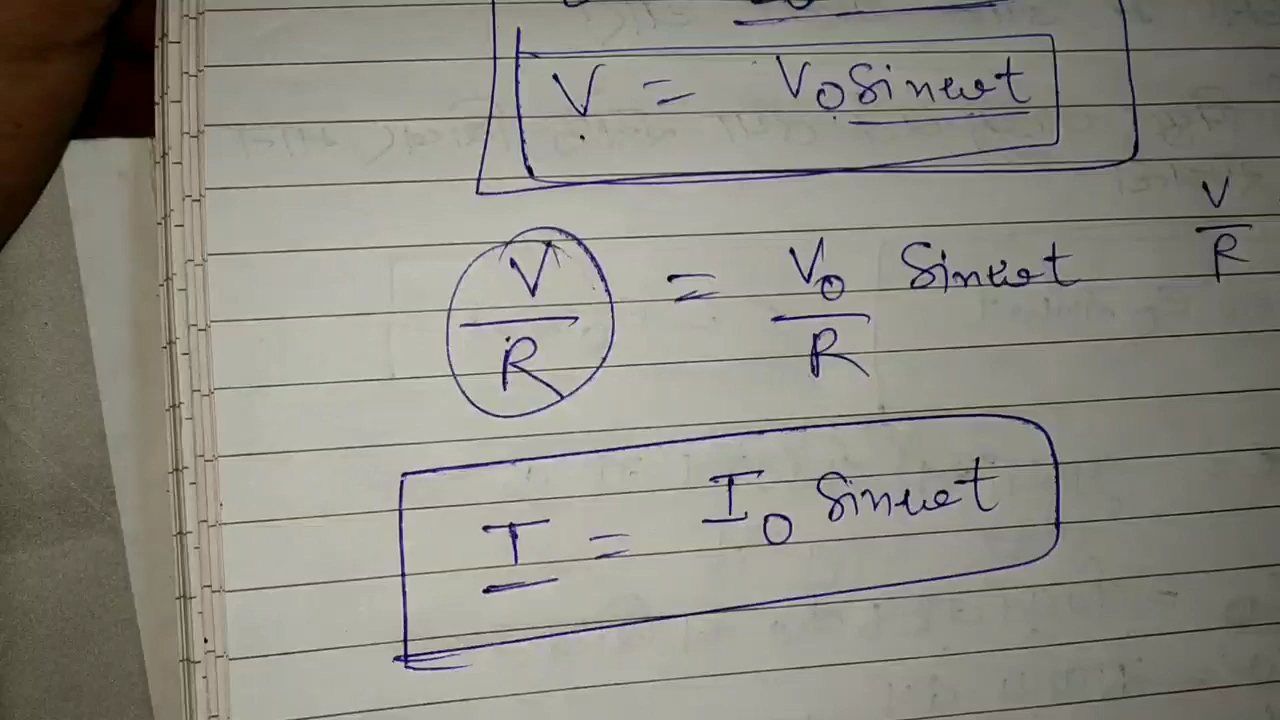 V = V₀ sinωt
V/R = V₀/R sinωt V/R
I = I₀ sinωt